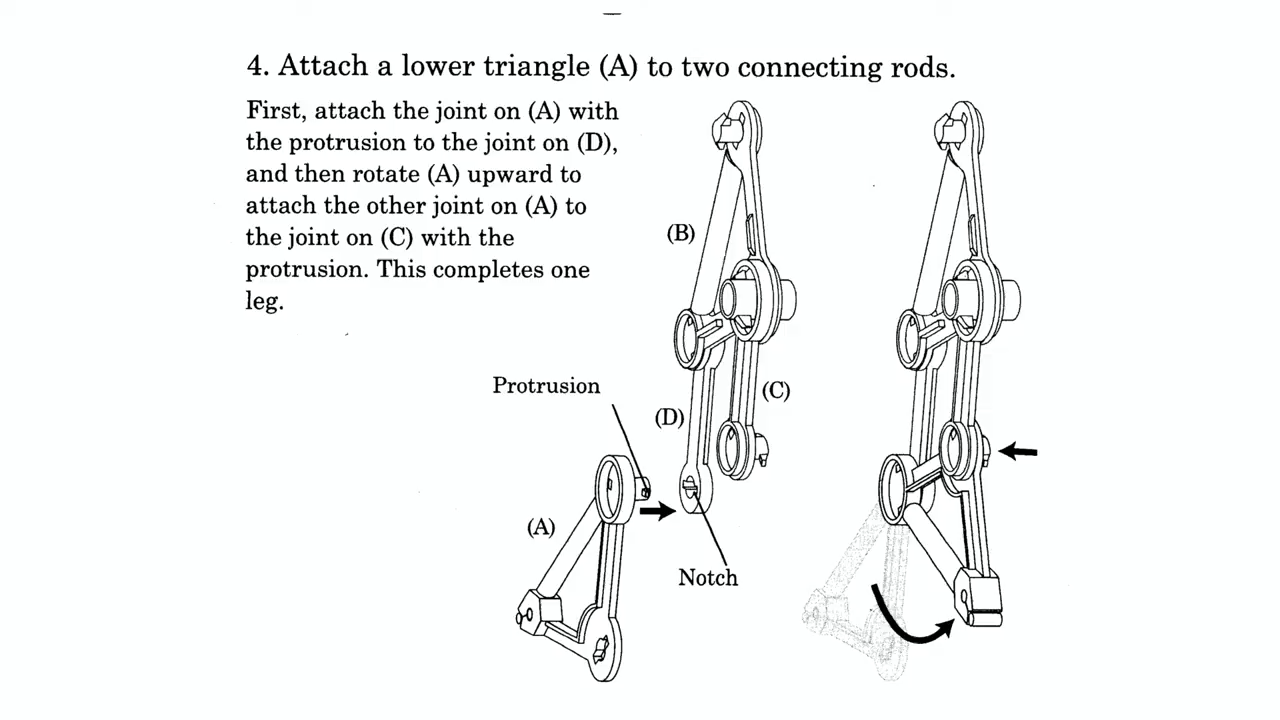 4. Attach a lower triangle (A) to two connecting rods.
First, attach the joint on (A) with
the protrusion to the joint on (D),
and then rotate (A) upward to
attach the other joint on (A) to
the joint on (C) with the
protrusion. This completes one
leg.
(B)
Protrusion
(C)
(D)
(A)
Notch